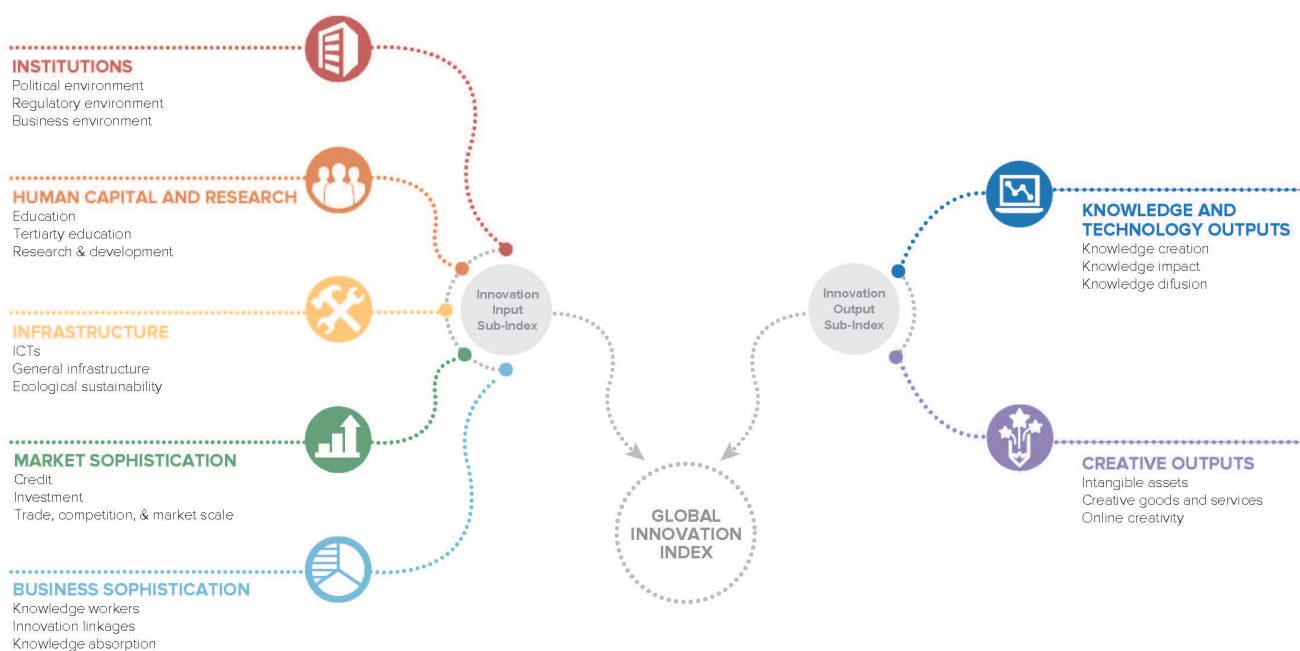 INSTITUTIONS
Political environment
Regulatory environment
Business environment
HUMAN CAPITAL AND RESEARCH
Education
Tertiarty education
Research & development
INFRASTRUCTURE
ICTs
General infrastructure
Ecological sustainability
MARKET SOPHISTICATION
Credit
Investment
Trade, competition, & market scale
BUSINESS SOPHISTICATION
Knowledge workers
Innovation linkages
Knowledge absorption
Innovation
Input
Sub-Index
GLOBAL
INNOVATION
INDEX
Innovation
Output
Sub-Index
KNOWLEDGE AND
TECHNOLOGY OUTPUTS
Knowledge creation
Knowledge impact
Knowledge difusion
CREATIVE OUTPUTS
Intangible assets
Creative goods and services
Online creativity